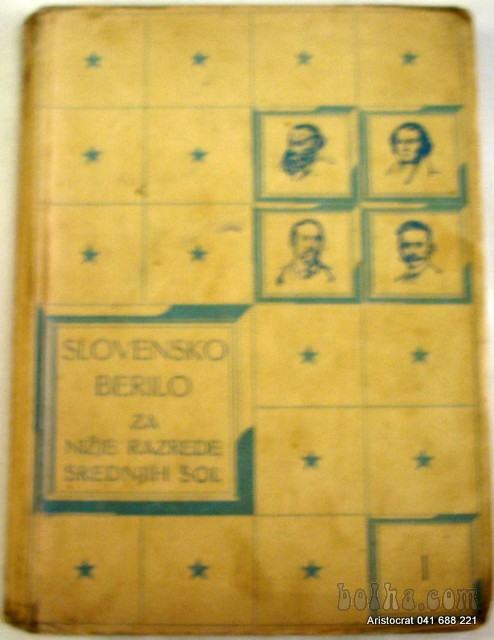 SLOVENSKO
BERILO
ZA
NIŽJE RAZREDE
SREDNJIH ŠOL
I
bolha.com
Aristocrat 041 688 221